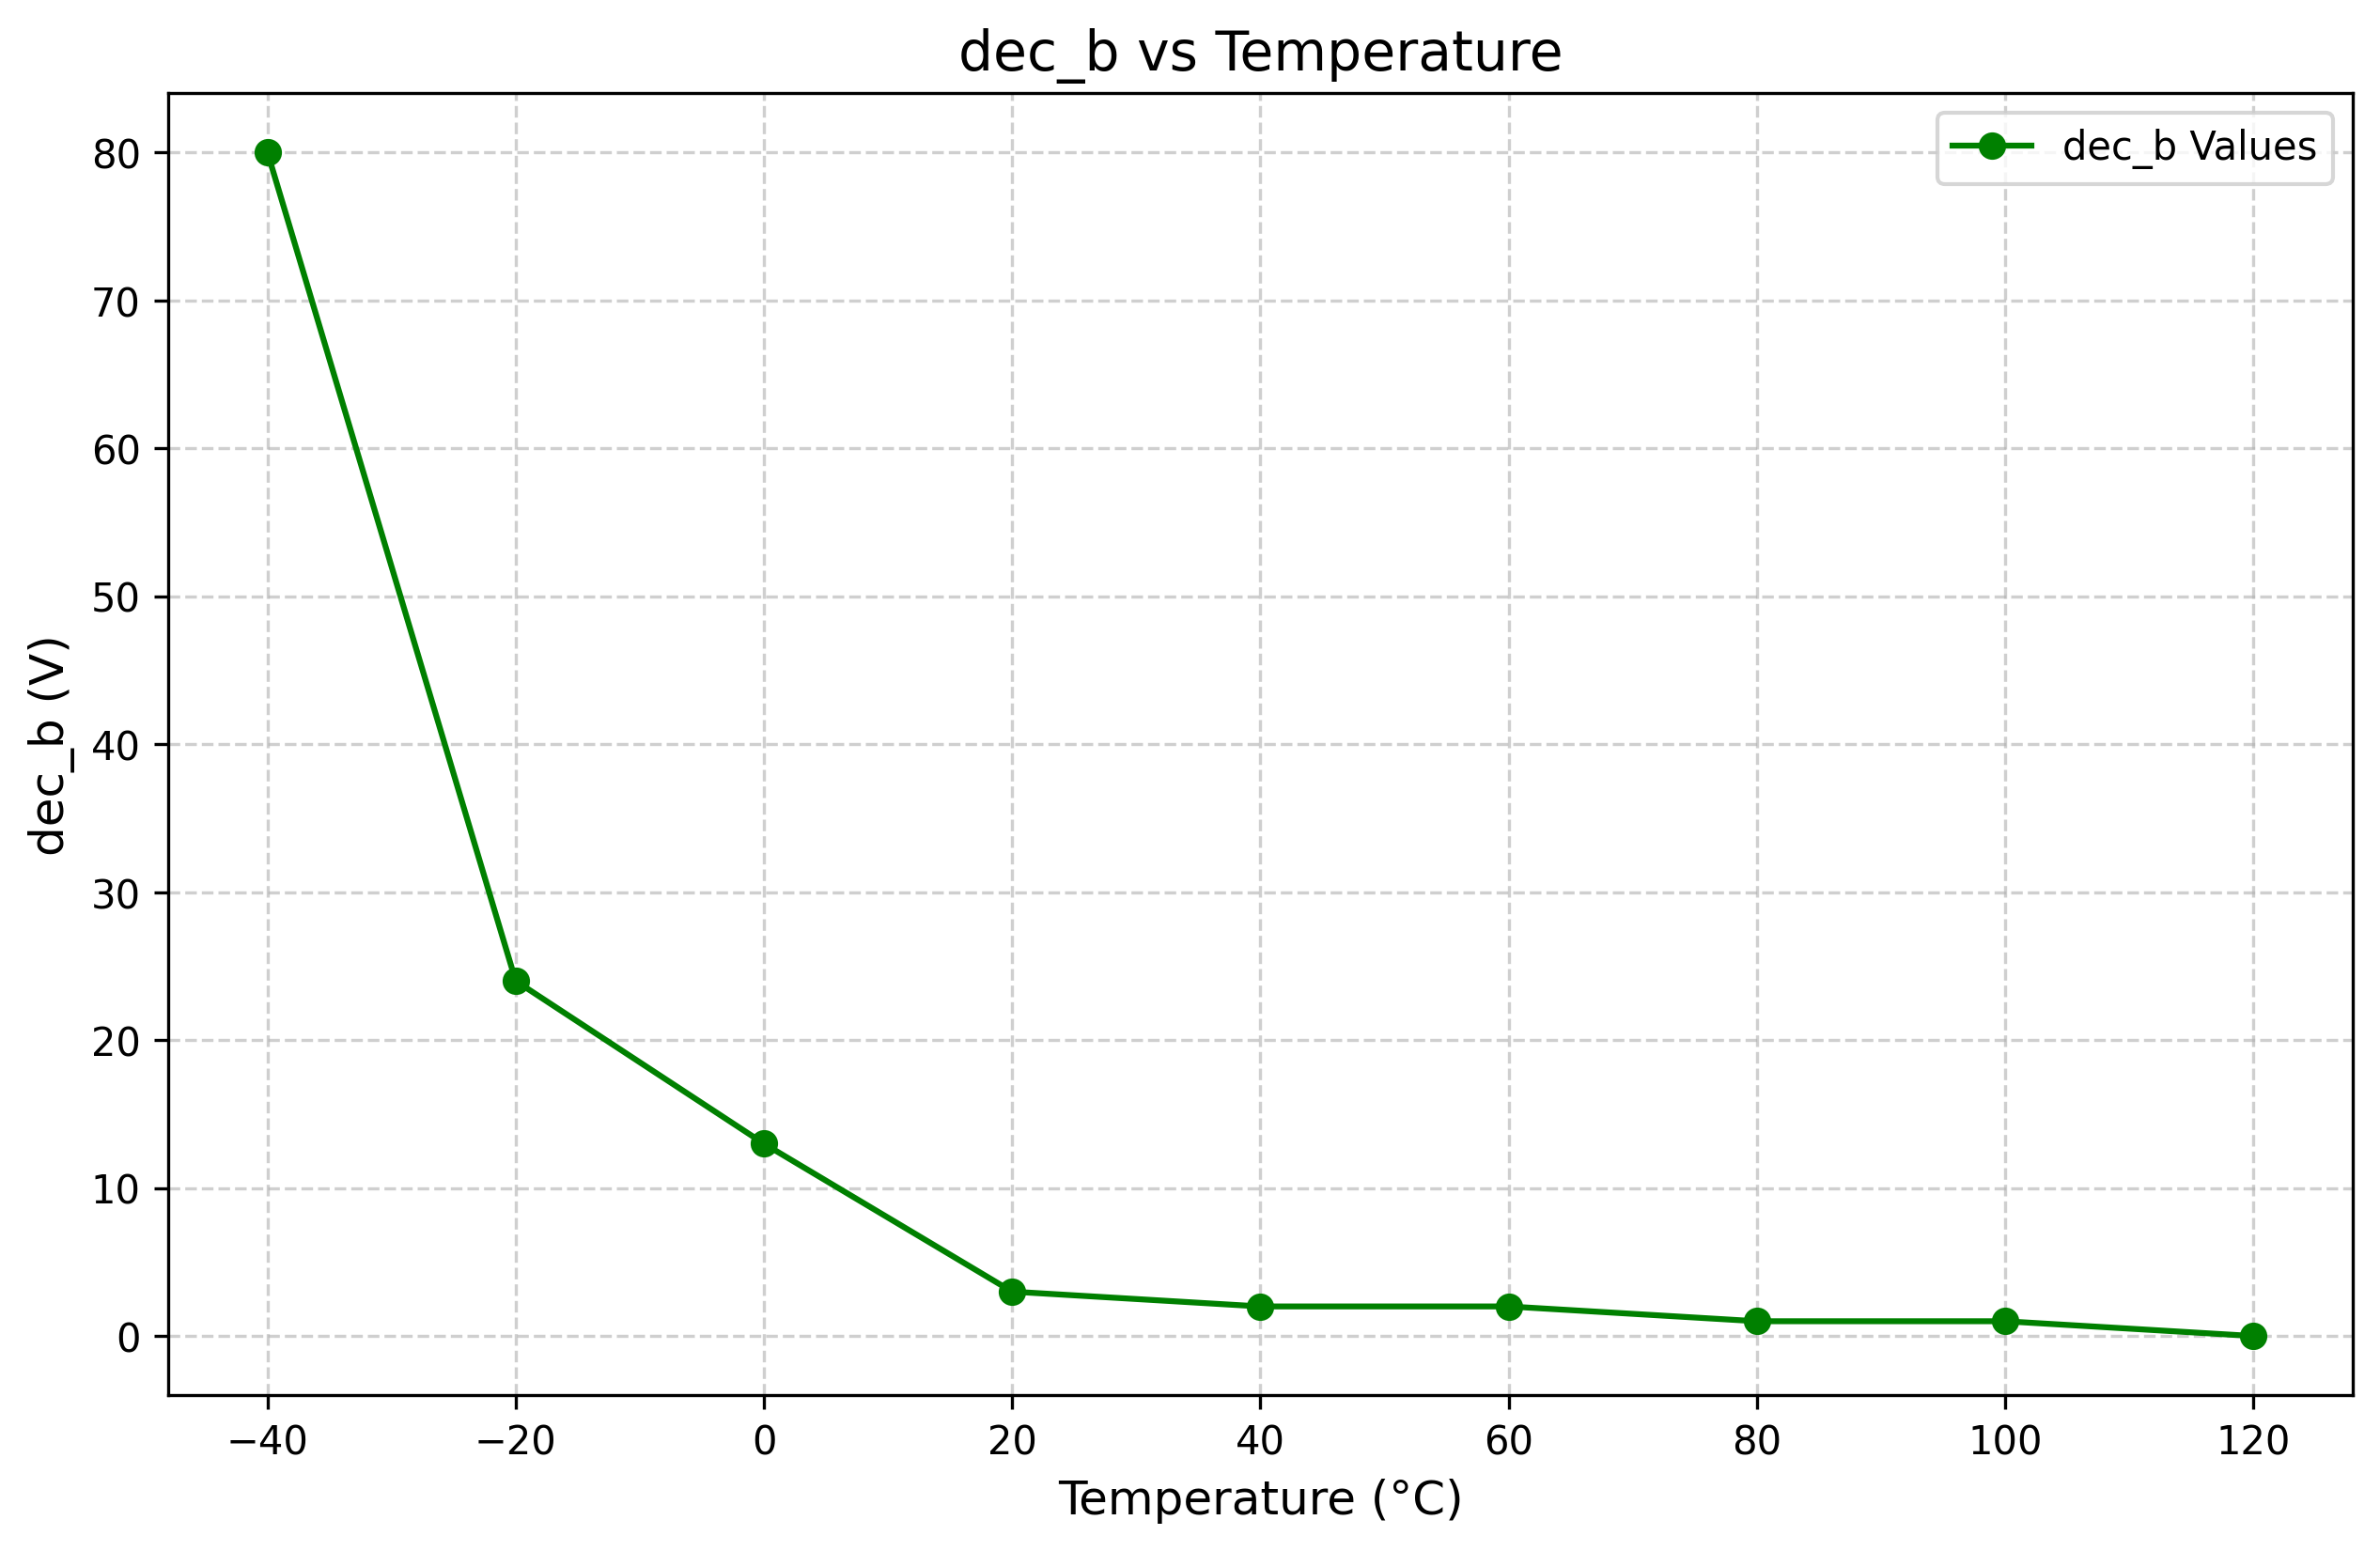 dec_b vs Temperature
dec_b Values
dec_b (V)
80
70
60
50
40
30
20
10
0
−40 −20 0 20 40 60 80 100 120
Temperature (°C)